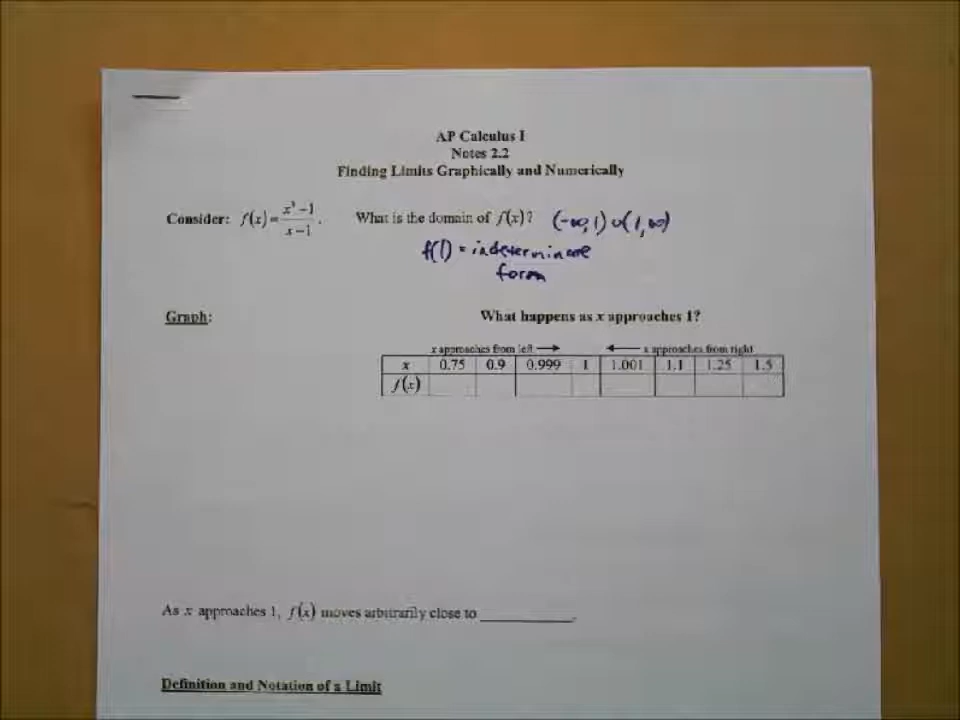 AP Calculus I
Notes 2.2
Finding Limits Graphically and Numerically
Consider: f(x) = (x³ - 1)/(x - 1). What is the domain of f(x)? (-∞, 1) ∪ (1, ∞)
f(1) = indeterminate
form
Graph: What happens as x approaches 1?
x approaches from left → ← x approaches from right
x 0.75 0.9 0.999 1 1.001 1.1 1.25 1.5
f(x)
As x approaches 1, f(x) moves arbitrarily close to __________.
Definition and Notation of a Limit